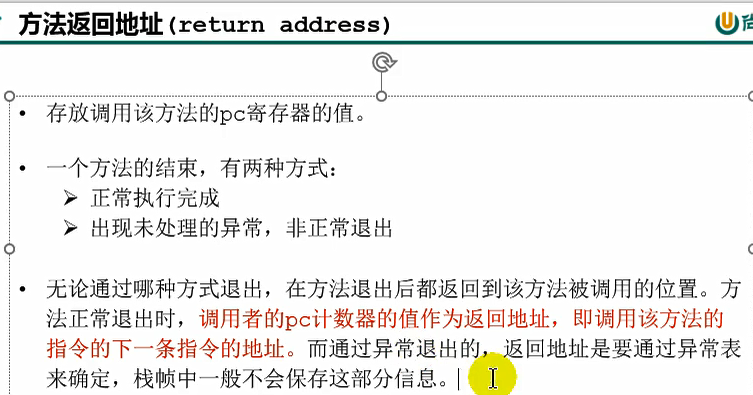 方法返回地址(return address)
尚
• 存放调用该方法的pc寄存器的值。
• 一个方法的结束，有两种方式：
➢ 正常执行完成
➢ 出现未处理的异常，非正常退出
• 无论通过哪种方式退出，在方法退出后都返回到该方法被调用的位置。方
法正常退出时，调用者的pc计数器的值作为返回地址，即调用该方法的
指令的下一条指令的地址。而通过异常退出的，返回地址是要通过异常表
来确定，栈帧中一般不会保存这部分信息。